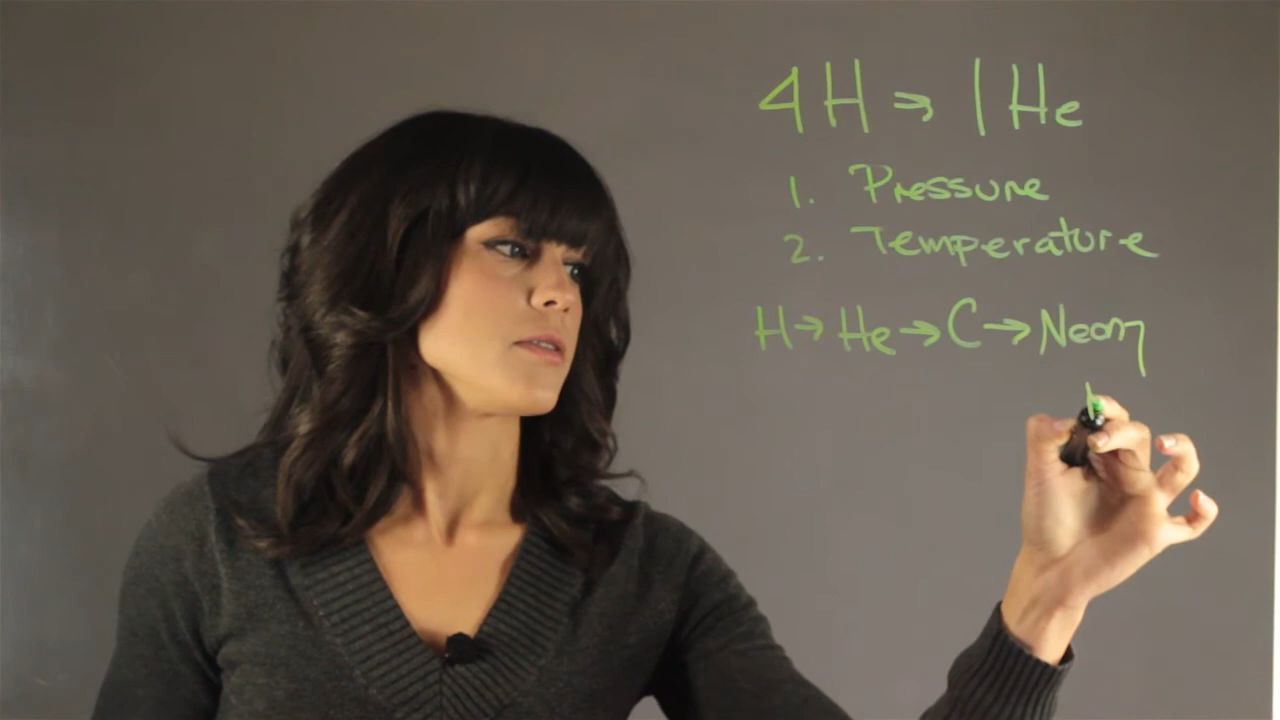 4H → 1He
1. Pressure
2. Temperature
H → He → C → Neon